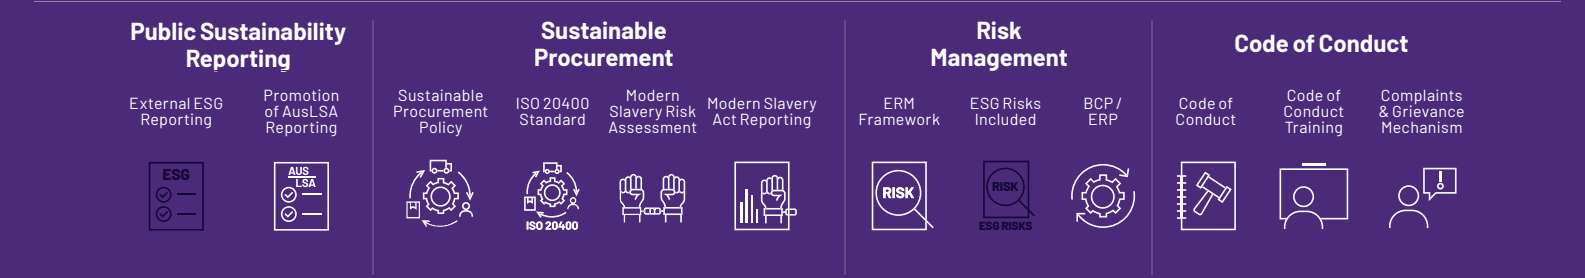 Public Sustainability
Reporting
External ESG
Reporting
Promotion
of AusLSA
Reporting
ESG
AUS
LSA
Sustainable
Procurement
Sustainable
Procurement
Policy
ISO 20400
Standard
Modern
Slavery Risk
Assessment
Modern Slavery
Act Reporting
ISO 20400
Risk
Management
ERM
Framework
ESG Risks
Included
BCP /
ERP
RISK
RISK
ESG RISKS
Code of Conduct
Code of
Conduct
Code of
Conduct
Training
Complaints
& Grievance
Mechanism
!